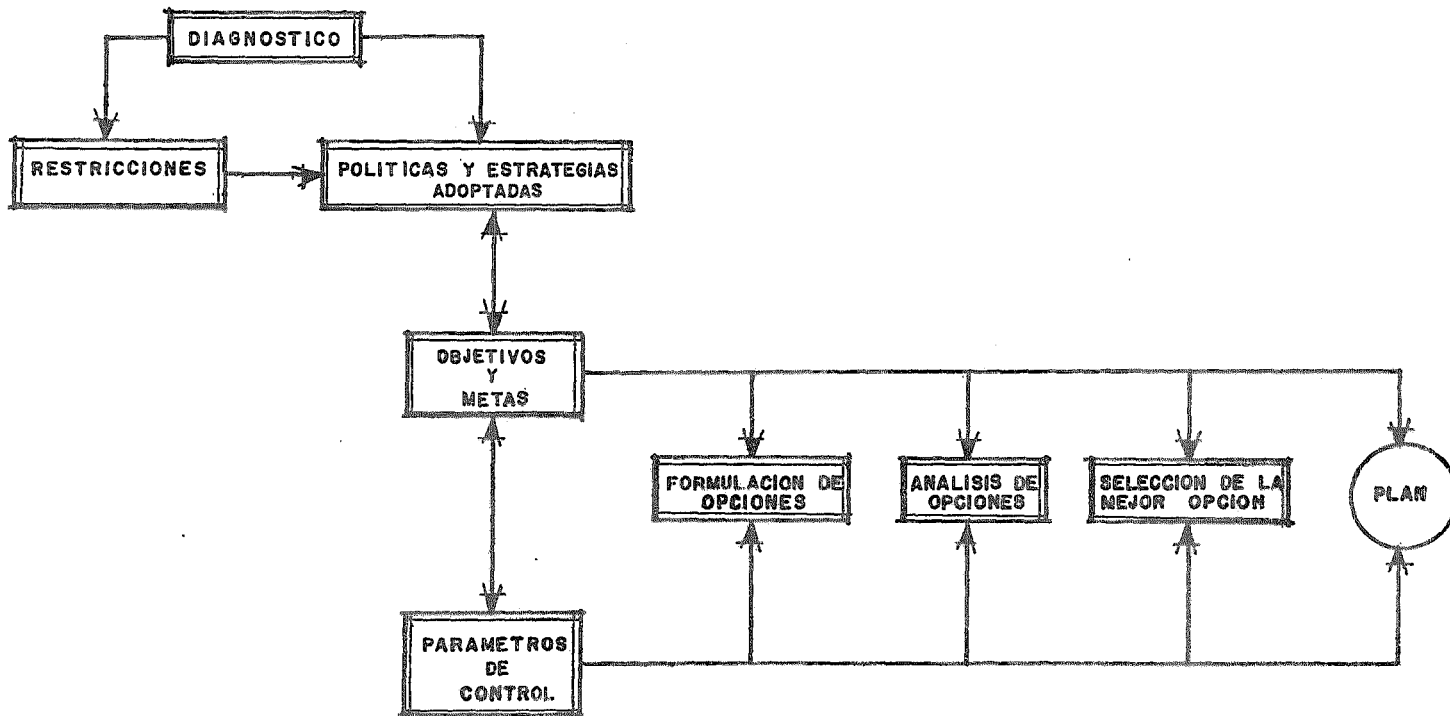 DIAGNOSTICO
RESTRICCIONES
POLITICAS Y ESTRATEGIAS
ADOPTADAS
OBJETIVOS
Y
METAS
FORMULACION DE
OPCIONES
ANALISIS DE
OPCIONES
SELECCION DE LA
MEJOR OPCION
PLAN
PARAMETROS
DE
CONTROL